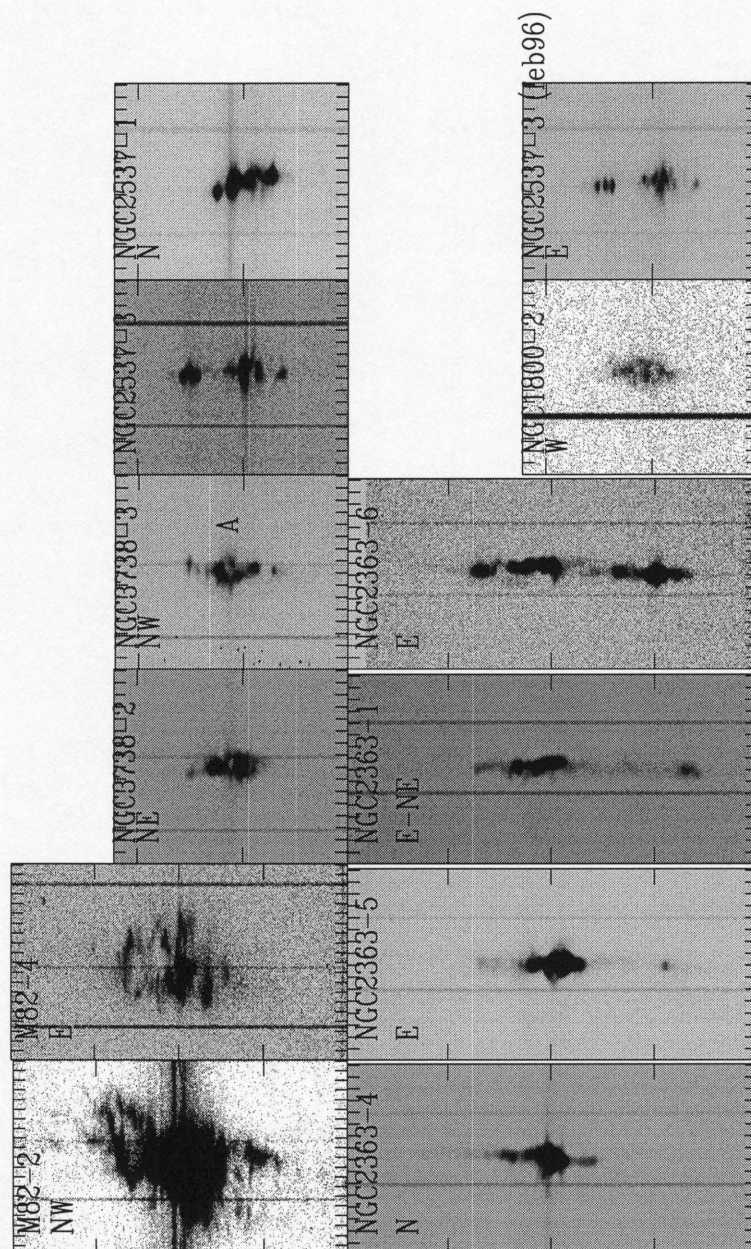 M82-2
NW
M82-4
E
NGC3738-2
NE
NGC3738-3
NW
A
NGC2537-3
NGC2537-1
N
NGC2363-4
N
NGC2363-5
E
NGC2363-1
E-NE
NGC2363-6
E
NGC1800-2
W
NGC2537-3 (feb96)
E